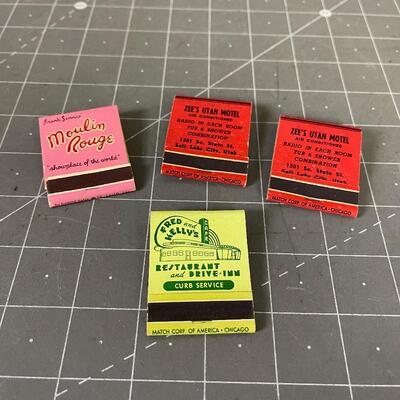 Frank Sennes'
Moulin
Rouge
"showplace of the world"
ZEE'S UTAH MOTEL
AIR CONDITIONED
RADIO IN EACH ROOM
TUB & SHOWER
COMBINATION
1301 So. State St.
Salt Lake City, Utah
MATCH CORP. OF AMERICA • CHICAGO
ZEE'S UTAH MOTEL
AIR CONDITIONED
RADIO IN EACH ROOM
TUB & SHOWER
COMBINATION
1301 So. State St.
Salt Lake City, Utah
MATCH CORP. OF AMERICA • CHICAGO
FRED and
KELLY'S
CAFE
RESTAURANT
and DRIVE-INN
CURB SERVICE
MATCH CORP. OF AMERICA • CHICAGO